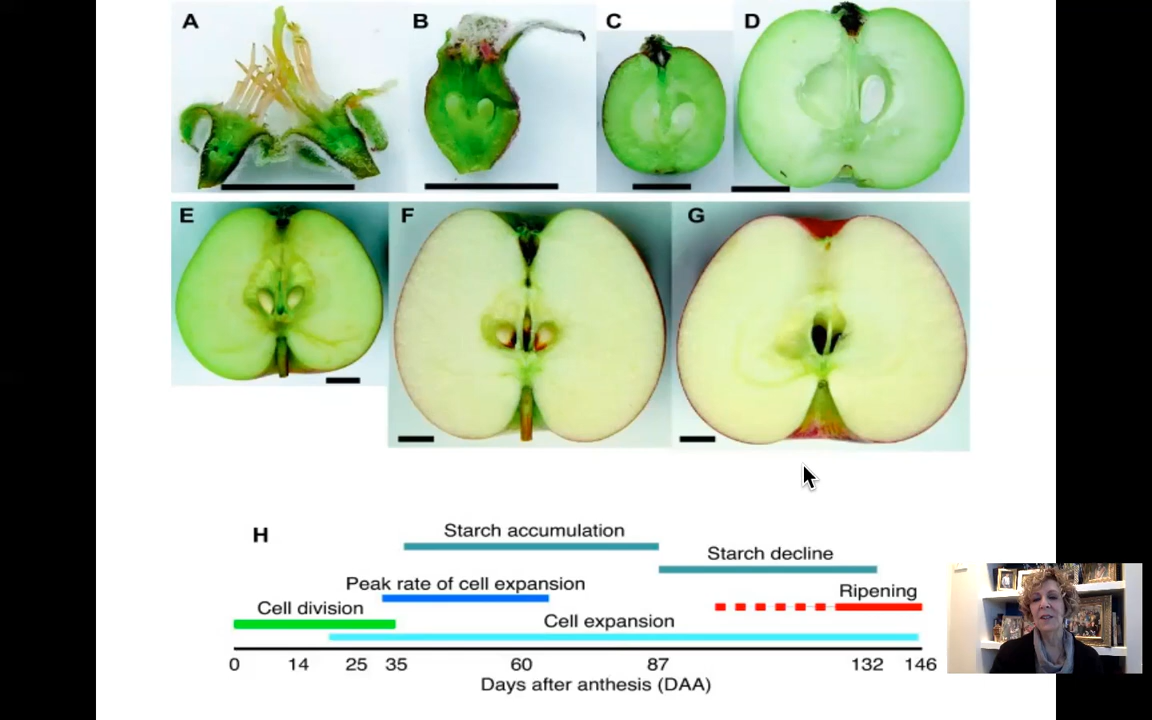 A
B
C
D
E
F
G
H
Starch accumulation
Starch decline
Peak rate of cell expansion
Ripening
Cell division
Cell expansion
0 14 25 35 60 87 132 146
Days after anthesis (DAA)